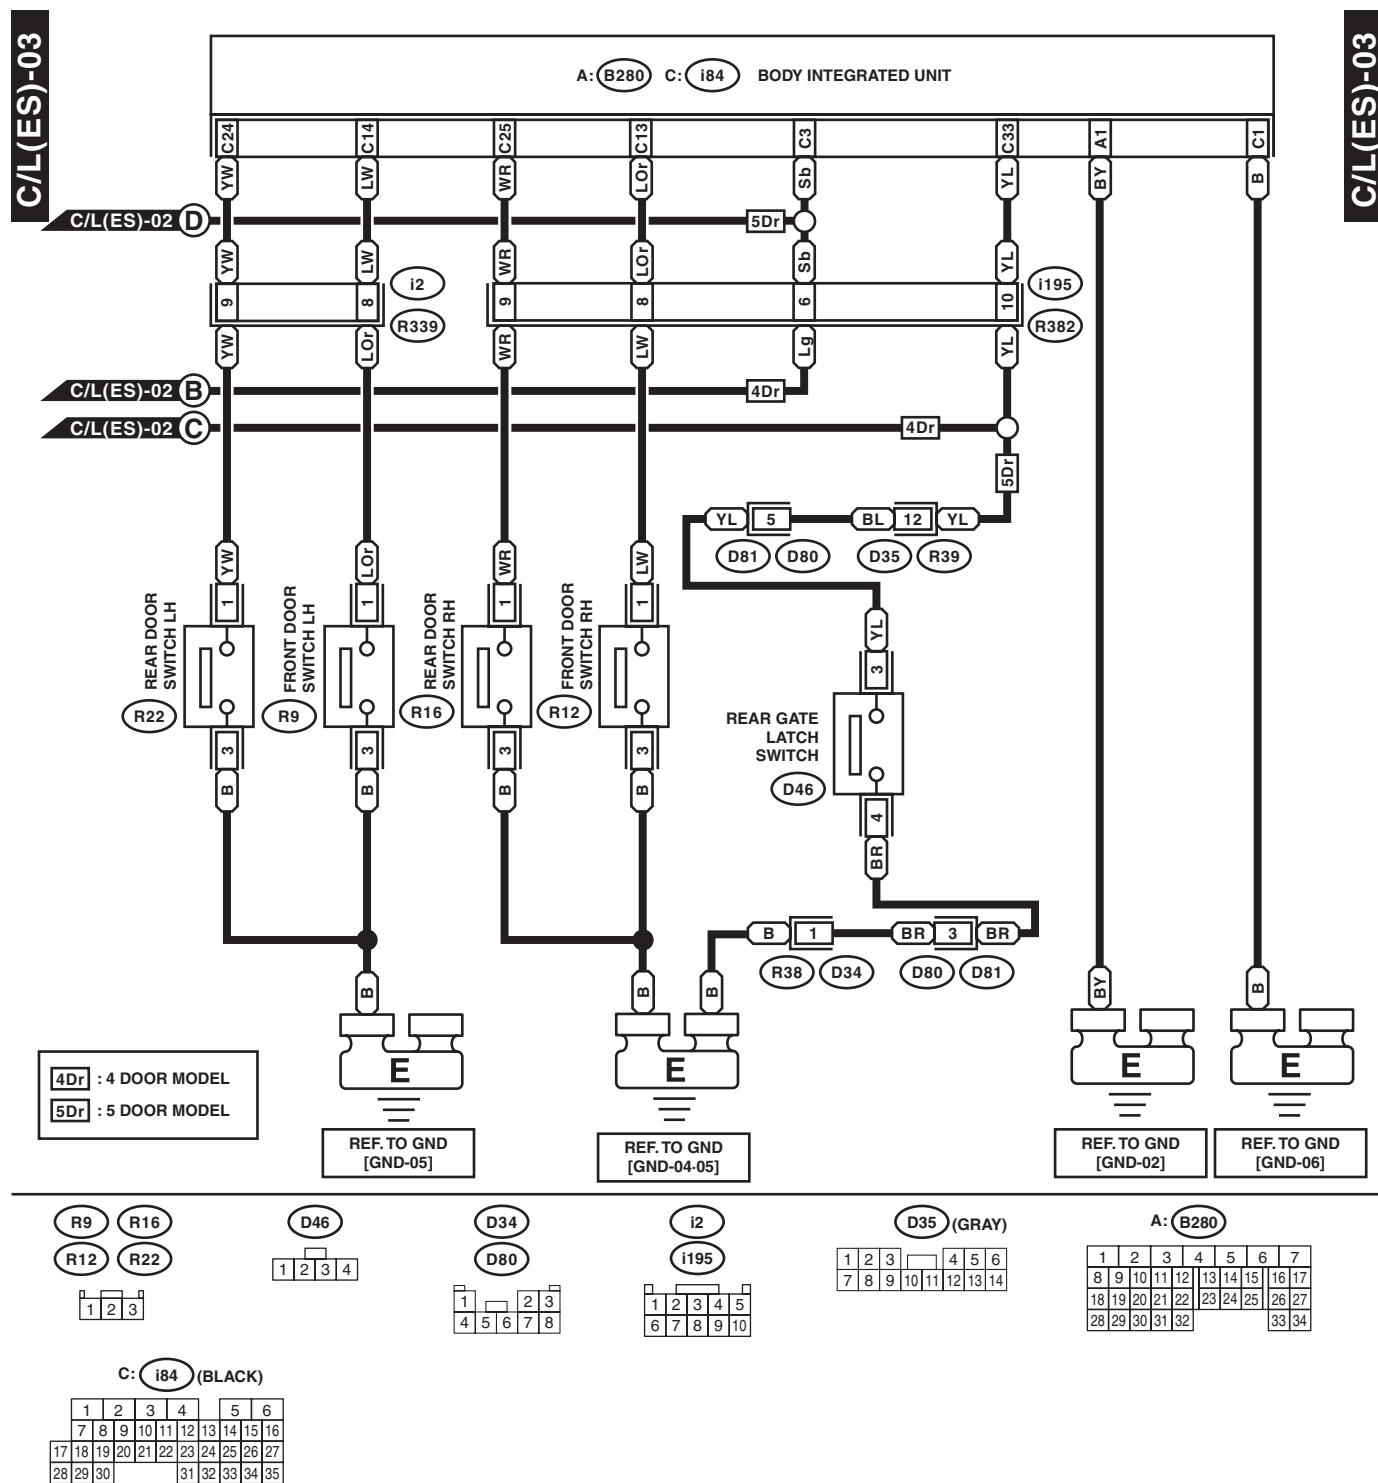 C/L(ES)-03
C/L(ES)-03
A: B280 C: i84 BODY INTEGRATED UNIT
C24 C14 C25 C13 C3 C33 A1 C1
YW LW WR LOr Sb YL BY B
C/L(ES)-02 D 5Dr
YW LW WR LOr Sb YL
9 8 i2 9 8 6 10 i195
R339 R382
YW LOr WR LW Lg YL
C/L(ES)-02 B 4Dr
C/L(ES)-02 C 4Dr
5Dr
YL 5 BL 12 YL
D81 D80 D35 R39
YW LOr WR LW
1 1 1 1
REAR DOOR
SWITCH LH
R22
FRONT DOOR
SWITCH LH
R9
REAR DOOR
SWITCH RH
R16
FRONT DOOR
SWITCH RH
R12
YL
3
REAR GATE
LATCH
SWITCH
D46
3 3 3 3
B B B B
4
BR
B 1 BR 3 BR
R38 D34 D80 D81
B B B BY B
E E E E
4Dr : 4 DOOR MODEL
5Dr : 5 DOOR MODEL
REF. TO GND
[GND-05]
REF. TO GND
[GND-04·05]
REF. TO GND
[GND-02]
REF. TO GND
[GND-06]
R9 R16
R12 R22
1 2 3
D46
1 2 3 4
D34
D80
1 2 3
4 5 6 7 8
i2
i195
1 2 3 4 5
6 7 8 9 10
D35 (GRAY)
1 2 3 4 5 6
7 8 9 10 11 12 13 14
A: B280
1 2 3 4 5 6 7
8 9 10 11 12 13 14 15 16 17
18 19 20 21 22 23 24 25 26 27
28 29 30 31 32 33 34
C: i84 (BLACK)
1 2 3 4 5 6
7 8 9 10 11 12 13 14 15 16
17 18 19 20 21 22 23 24 25 26 27
28 29 30 31 32 33 34 35